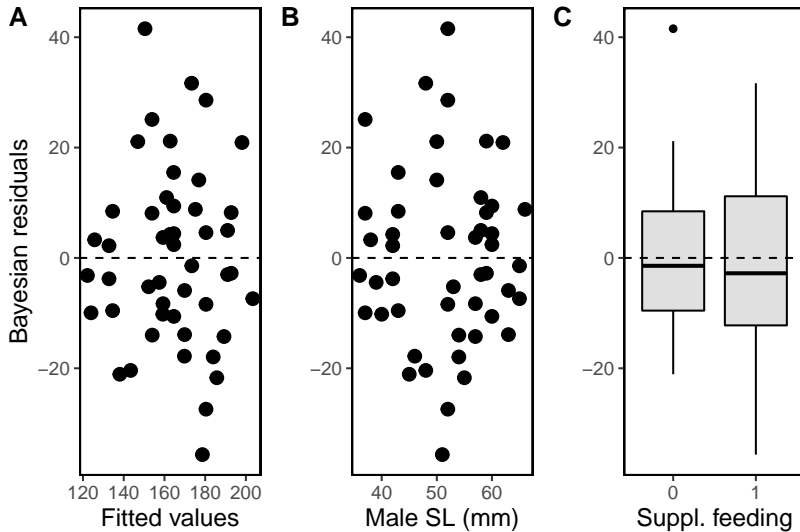 A
B
C
Bayesian residuals
40
20
0
−20
120 140 160 180 200
Fitted values
40
20
0
−20
40 50 60
Male SL (mm)
40
20
0
−20
0 1
Suppl. feeding